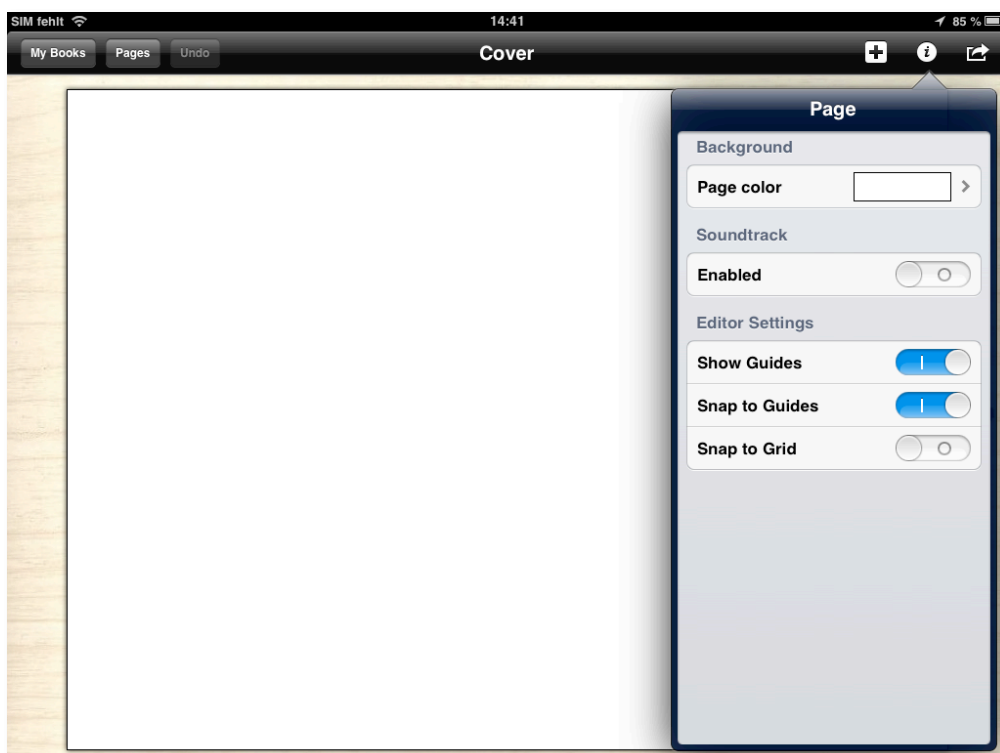 SIM fehlt 14:41 85 %
My Books Pages Undo Cover
Page
Background
Page color
Soundtrack
Enabled
Editor Settings
Show Guides
Snap to Guides
Snap to Grid